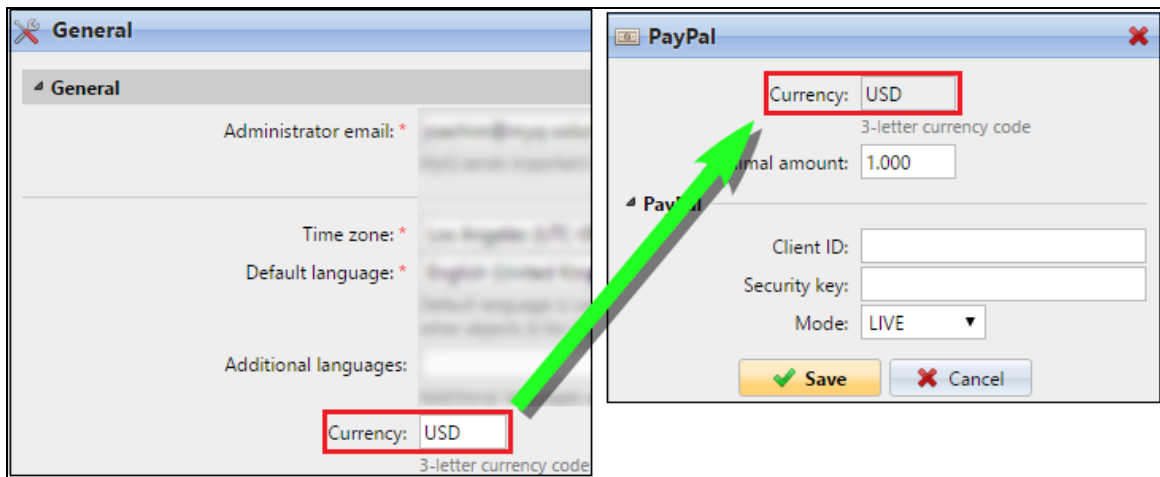 General
General
Administrator email: *
Time zone: *
Default language: *
Additional languages:
Currency: USD
3-letter currency code
PayPal
Currency: USD
3-letter currency code
amount: 1.000
PayPal
Client ID:
Security key:
Mode: LIVE
Save Cancel